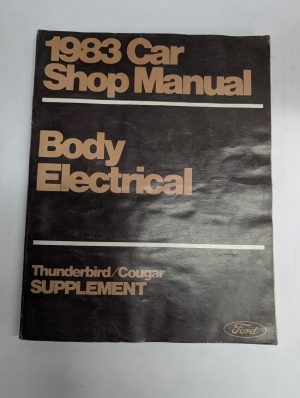 1983 Car
Shop Manual
Body
Electrical
Thunderbird/Cougar
SUPPLEMENT
Ford